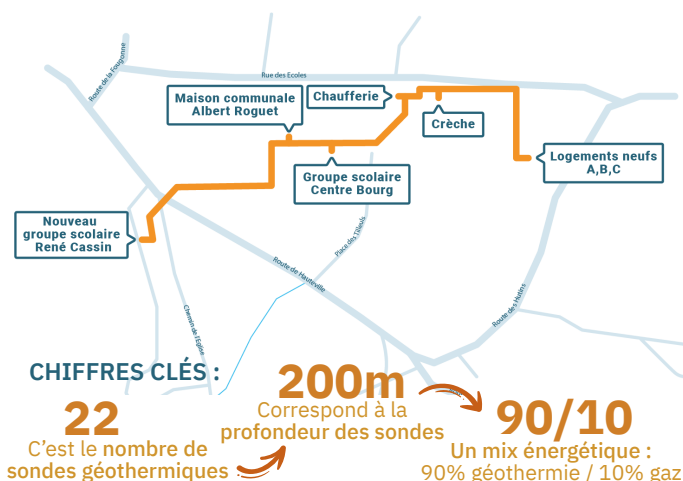 Route de la Fougonne
Rue des Ecoles
Maison communale
Albert Roguet
Chaufferie
Crèche
Logements neufs
A,B,C
Groupe scolaire
Centre Bourg
Nouveau
groupe scolaire
René Cassin
Place des Tilleuls
Route de Hauteville
Route des Hutins
Chemin de l'Eglise
CHIFFRES CLÉS :
22
C'est le nombre de
sondes géothermiques
200m
Correspond à la
profondeur des sondes
90/10
Un mix énergétique :
90% géothermie / 10% gaz